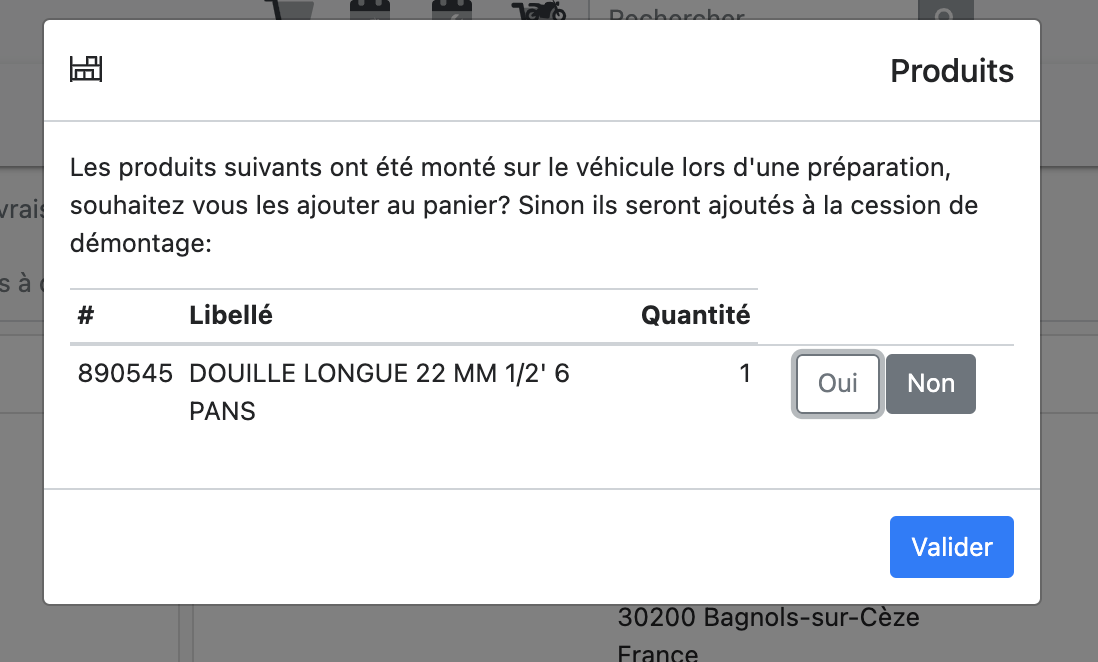 Rechercher
Produits
Les produits suivants ont été monté sur le véhicule lors d'une préparation,
souhaitez vous les ajouter au panier? Sinon ils seront ajoutés à la cession de
démontage:
# Libellé Quantité
890545 DOUILLE LONGUE 22 MM 1/2' 6 1 Oui Non
PANS
Valider
s à
30200 Bagnols-sur-Cèze
France